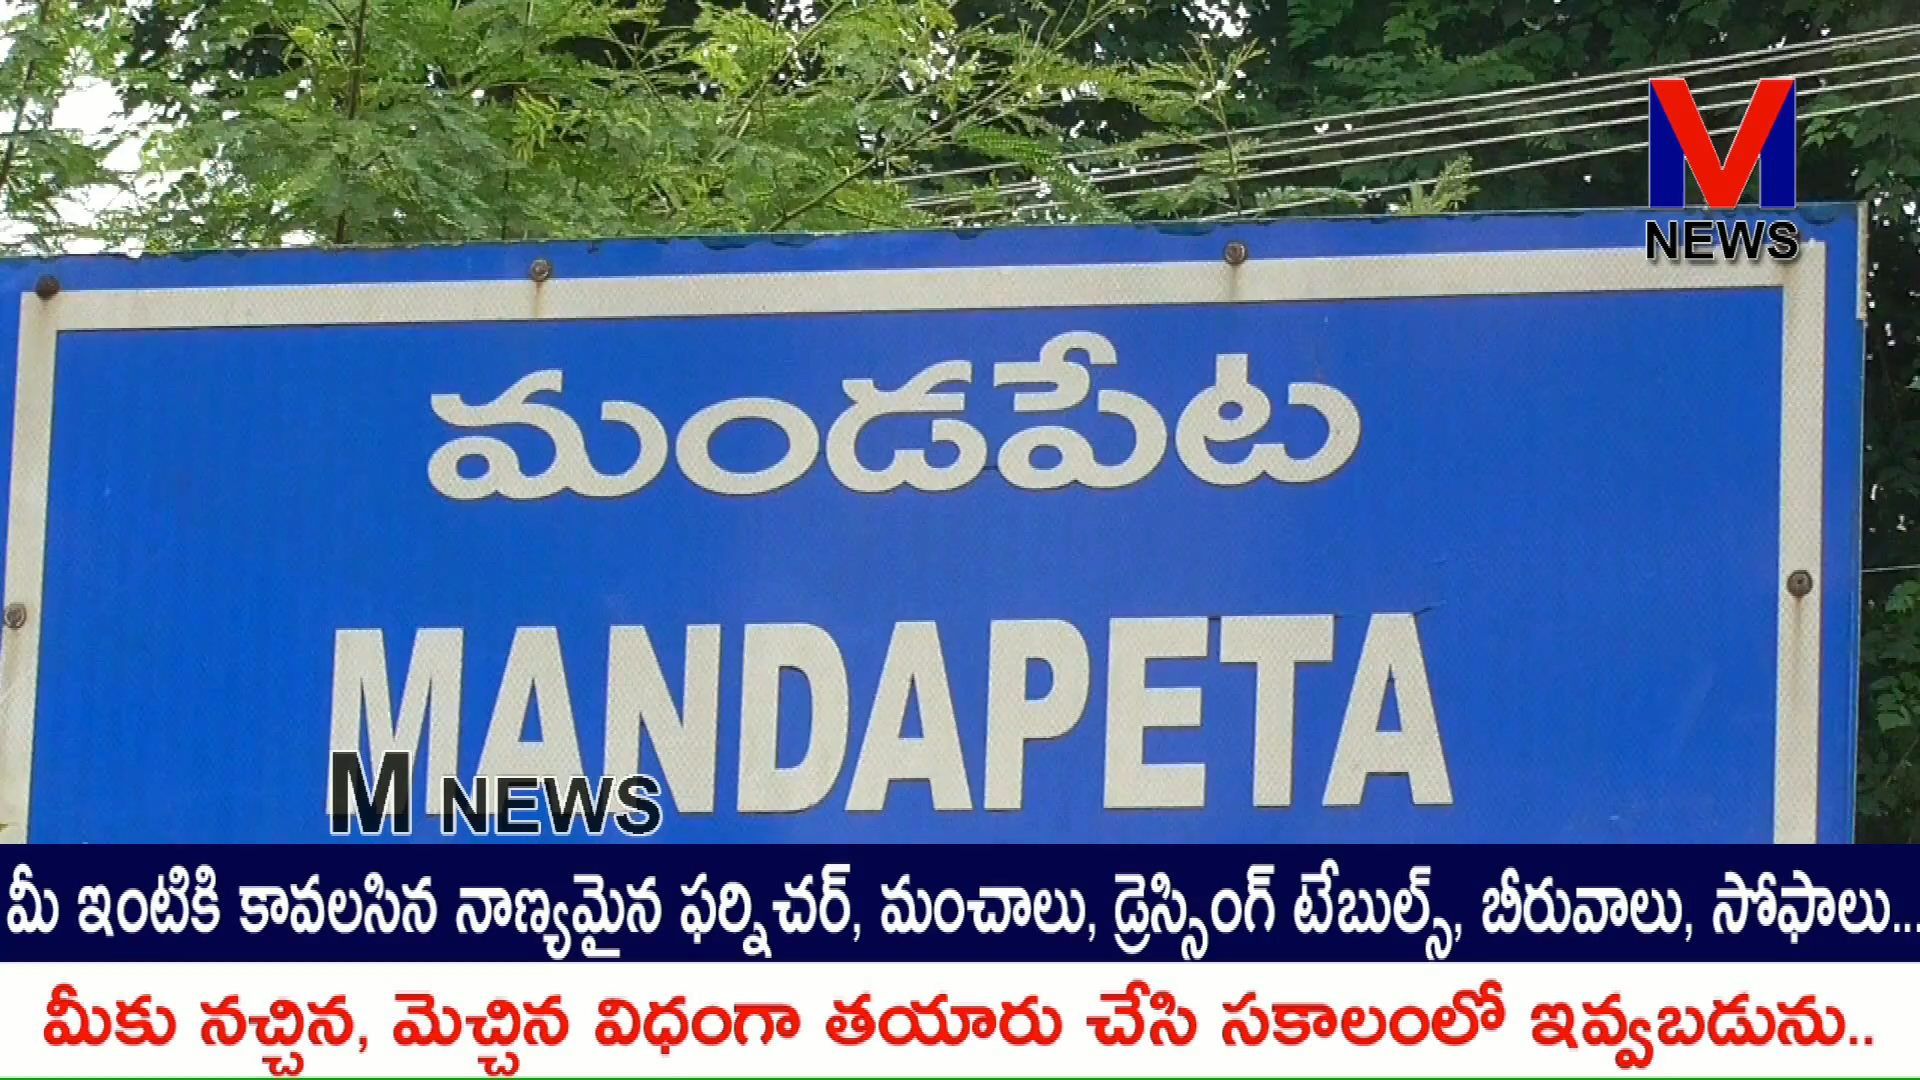 M
NEWS
మండపేట
MANDAPETA
M NEWS
మీ ఇంటికి కావలసిన నాణ్యమైన ఫర్నిచర్, మంచాలు, డ్రెస్సింగ్ టేబుల్స్, బీరువాలు, సోఫాలు...
మీకు నచ్చిన, మెచ్చిన విధంగా తయారు చేసి సకాలంలో ఇవ్వబడును..